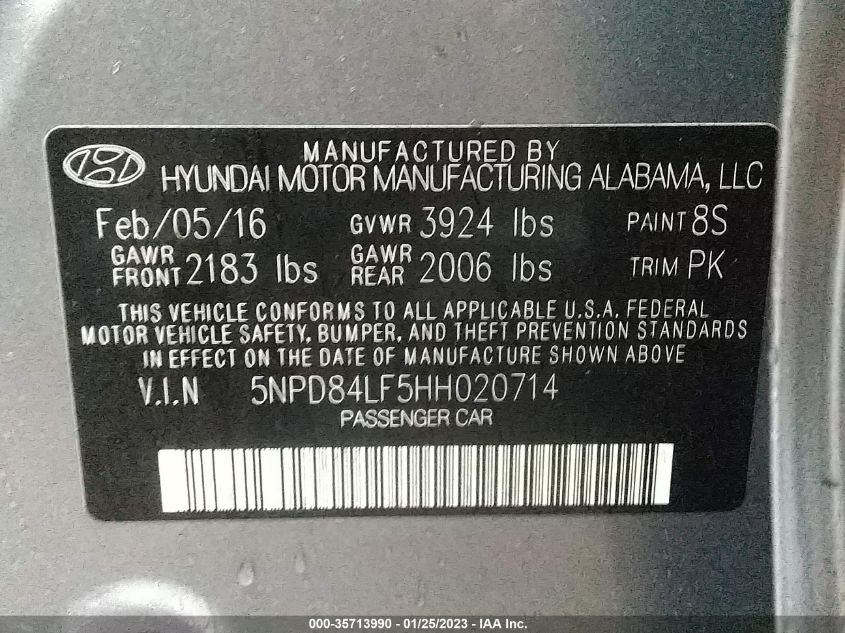 MANUFACTURED BY
HYUNDAI MOTOR MANUFACTURING ALABAMA, LLC
Feb/05/16 GVWR 3924 lbs PAINT 8S
GAWR FRONT 2183 lbs GAWR REAR 2006 lbs TRIM PK
THIS VEHICLE CONFORMS TO ALL APPLICABLE U.S.A. FEDERAL
MOTOR VEHICLE SAFETY, BUMPER, AND THEFT PREVENTION STANDARDS
IN EFFECT ON THE DATE OF MANUFACTURE SHOWN ABOVE
V.I.N 5NPD84LF5HH020714
PASSENGER CAR
000-35713990 - 01/25/2023 - IAA Inc.